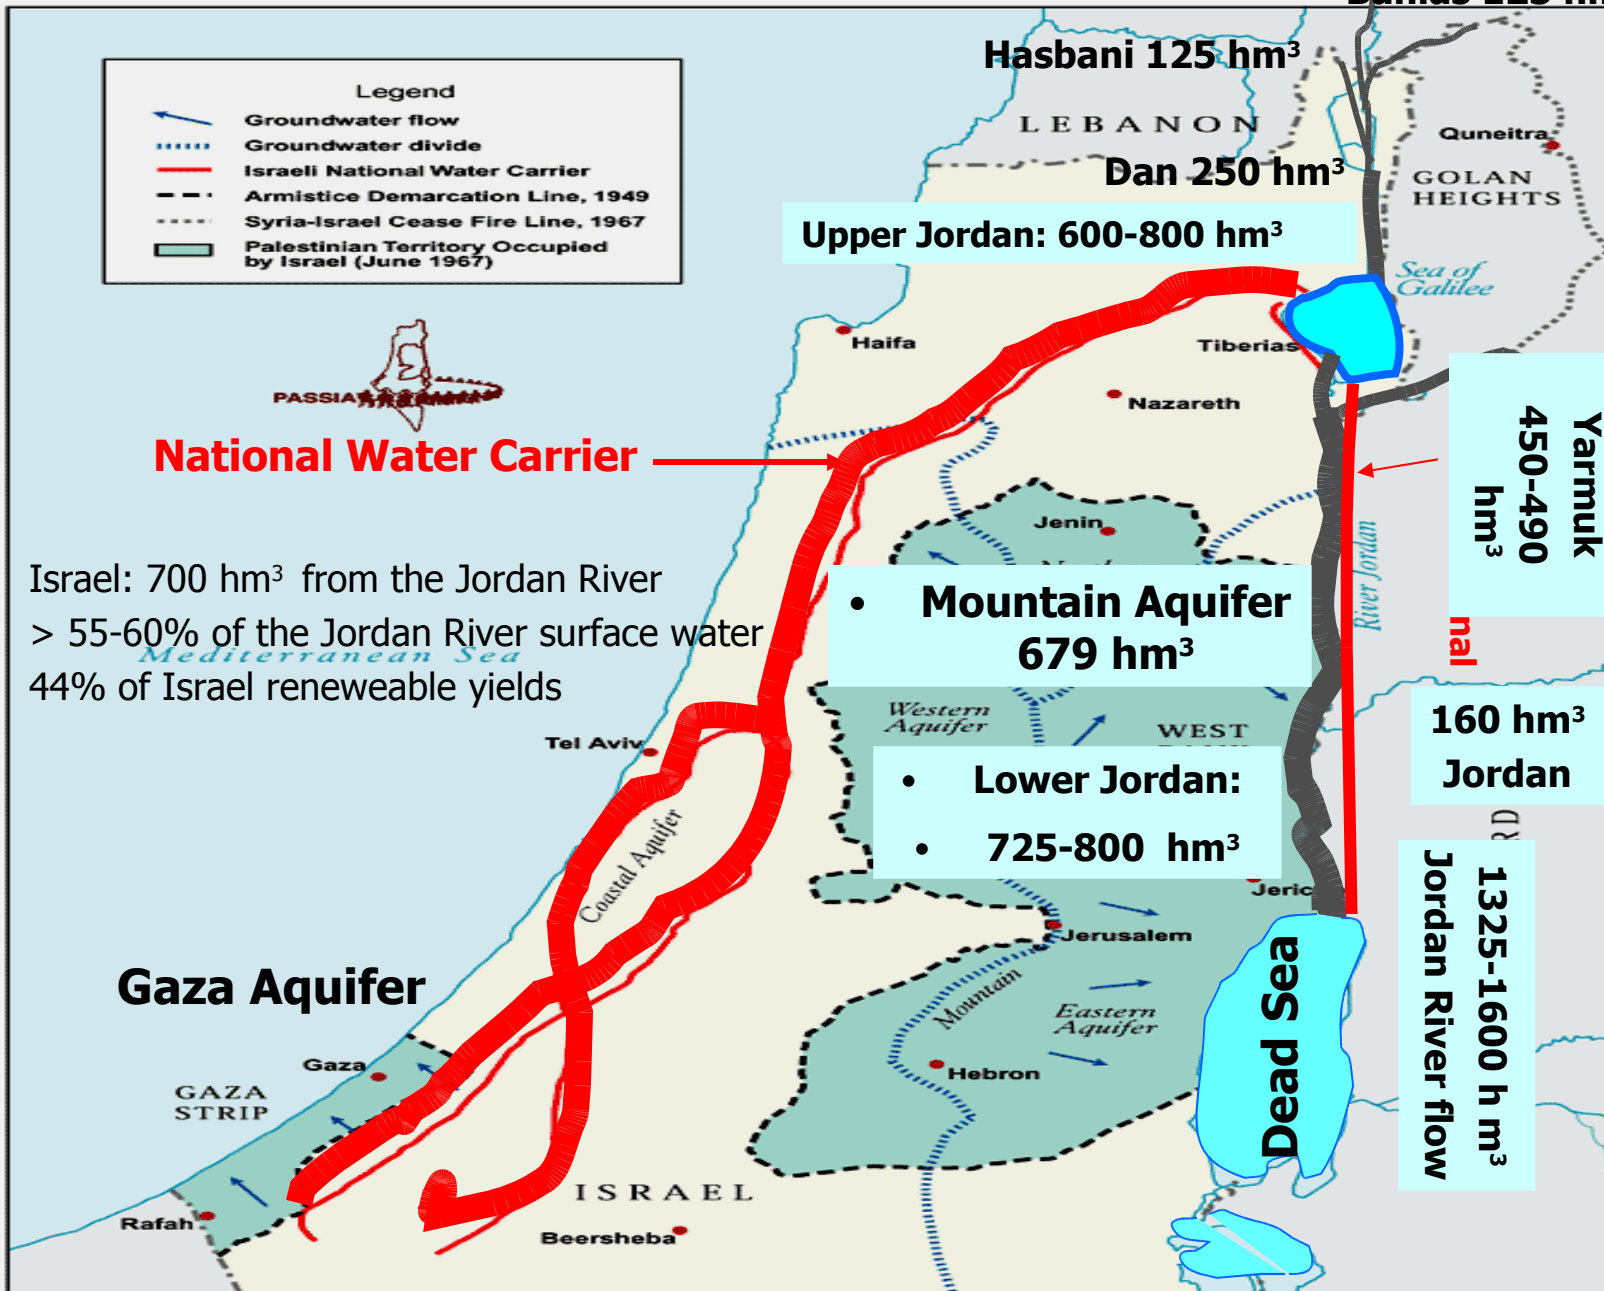 Hasbani 125 hm³
LEBANON
Quneitra
Dan 250 hm³
GOLAN
HEIGHTS
Upper Jordan: 600-800 hm³
Legend
Groundwater flow
Groundwater divide
Israeli National Water Carrier
Armistice Demarcation Line, 1949
Syria-Israel Cease Fire Line, 1967
Palestinian Territory Occupied
by Israel (June 1967)
Sea of
Galilee
Haifa
Tiberias
PASSIA
Nazareth
National Water Carrier
Yarmuk
450-490
hm³
Jenin
River Jordan
Israel: 700 hm³ from the Jordan River
> 55-60% of the Jordan River surface water
Mediterranean Sea
44% of Israel reneweable yields
• Mountain Aquifer
679 hm³
nal
Western
Aquifer
WEST
160 hm³
Jordan
Tel Aviv
• Lower Jordan:
• 725-800 hm³
Coastal Aquifer
RD
Jeric
1325-1600 h m³
Jordan River flow
Jerusalem
Gaza Aquifer
Mountain
Eastern
Aquifer
Dead Sea
Gaza
Hebron
GAZA
STRIP
ISRAEL
Rafah
Beersheba